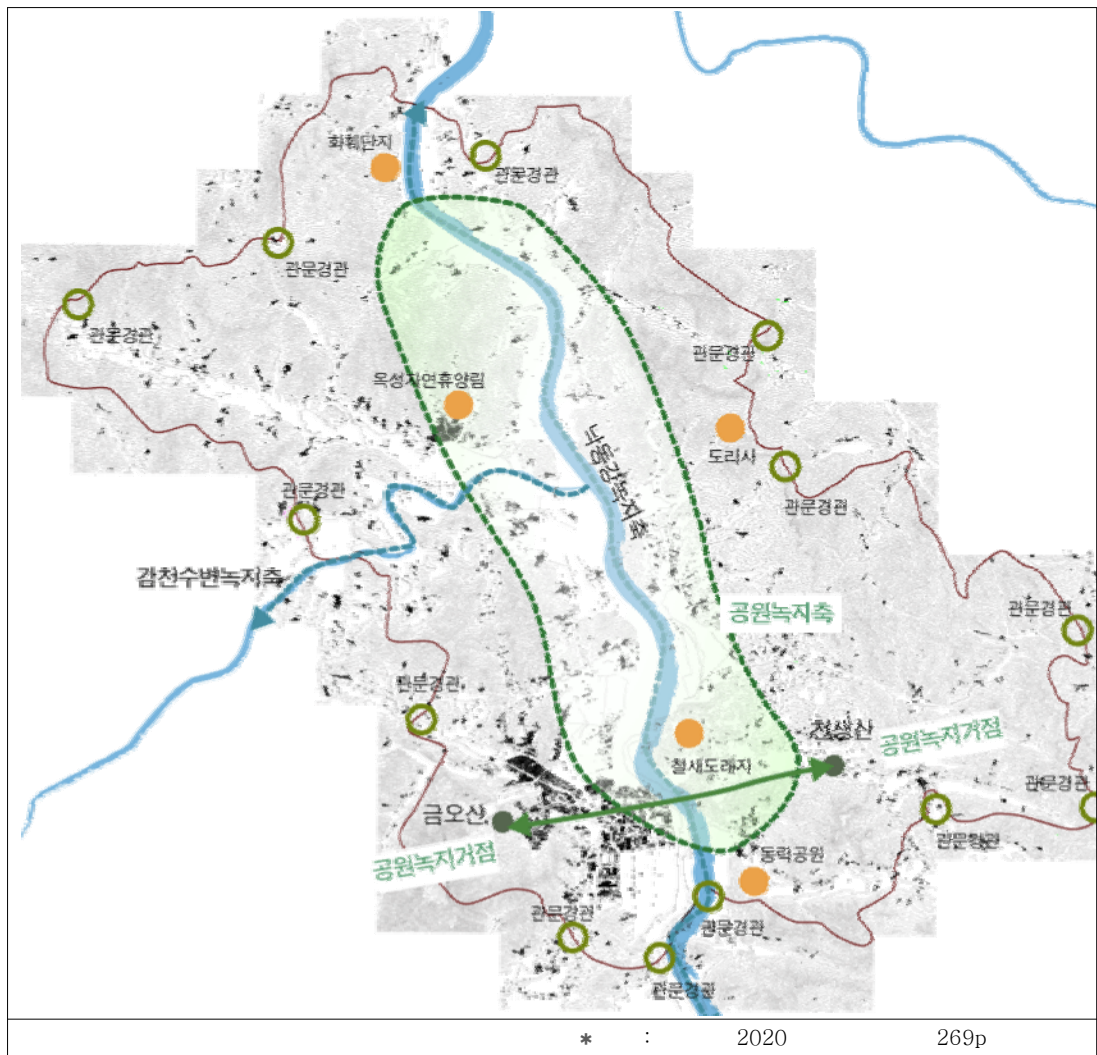 화훼단지
관문경관
관문경관
관문경관
관문경관
옥성자연휴양림
도리사
낙동강녹지축
관문경관
관문경관
감천수변녹지축
공원녹지축
관문경관
관문경관
천생산
공원녹지거점
철새도래지
관문경관
금오산
관문경관
공원녹지거점
동락공원
관문경관
관문경관
관문경관
* : 2020 269p